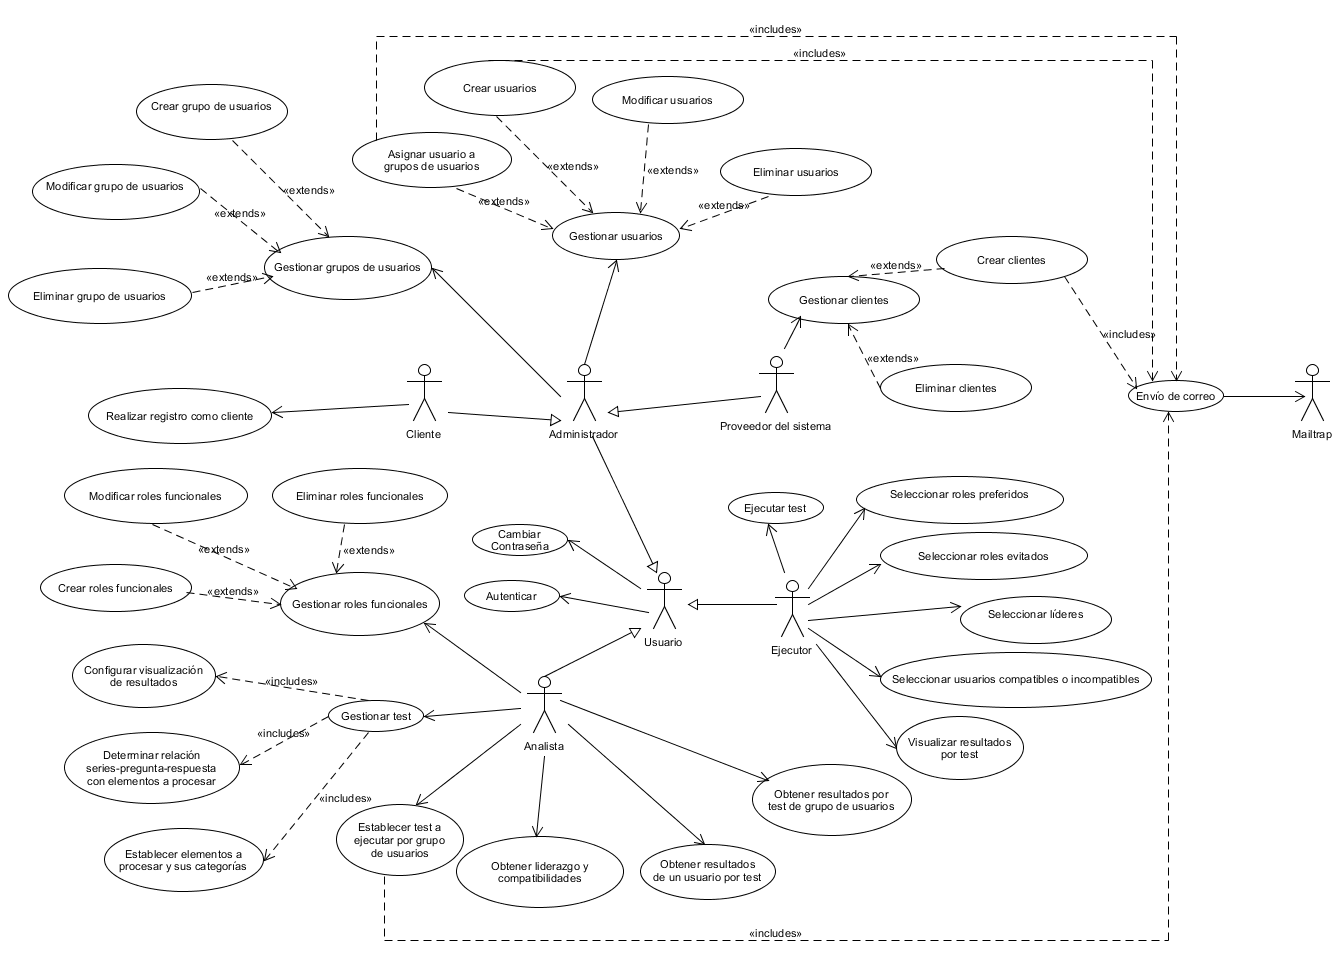 «includes»
«includes»
Crear usuarios
Modificar usuarios
Crear grupo de usuarios
Asignar usuario a
grupos de usuarios
«extends»
«extends»
Eliminar usuarios
Modificar grupo de usuarios
«extends»
«extends»
«extends»
«extends»
Gestionar usuarios
Crear clientes
«extends»
Gestionar grupos de usuarios
«extends»
Eliminar grupo de usuarios
Gestionar clientes
«includes»
«extends»
Eliminar clientes
Envío de correo
Realizar registro como cliente
Cliente
Administrador
Proveedor del sistema
Mailtrap
Modificar roles funcionales
Eliminar roles funcionales
Seleccionar roles preferidos
Ejecutar test
Cambiar
Contraseña
«extends»
«extends»
Seleccionar roles evitados
Crear roles funcionales
«extends»
Autenticar
Gestionar roles funcionales
Seleccionar líderes
Usuario
Ejecutor
Configurar visualización
de resultados
«includes»
Seleccionar usuarios compatibles o incompatibles
Gestionar test
«includes»
Analista
Visualizar resultados
por test
Determinar relación
series-pregunta-respuesta
con elementos a procesar
«includes»
Obtener resultados por
test de grupo de usuarios
Establecer test a
ejecutar por grupo
de usuarios
Establecer elementos a
procesar y sus categorías
Obtener liderazgo y
compatibilidades
Obtener resultados
de un usuario por test
«includes»